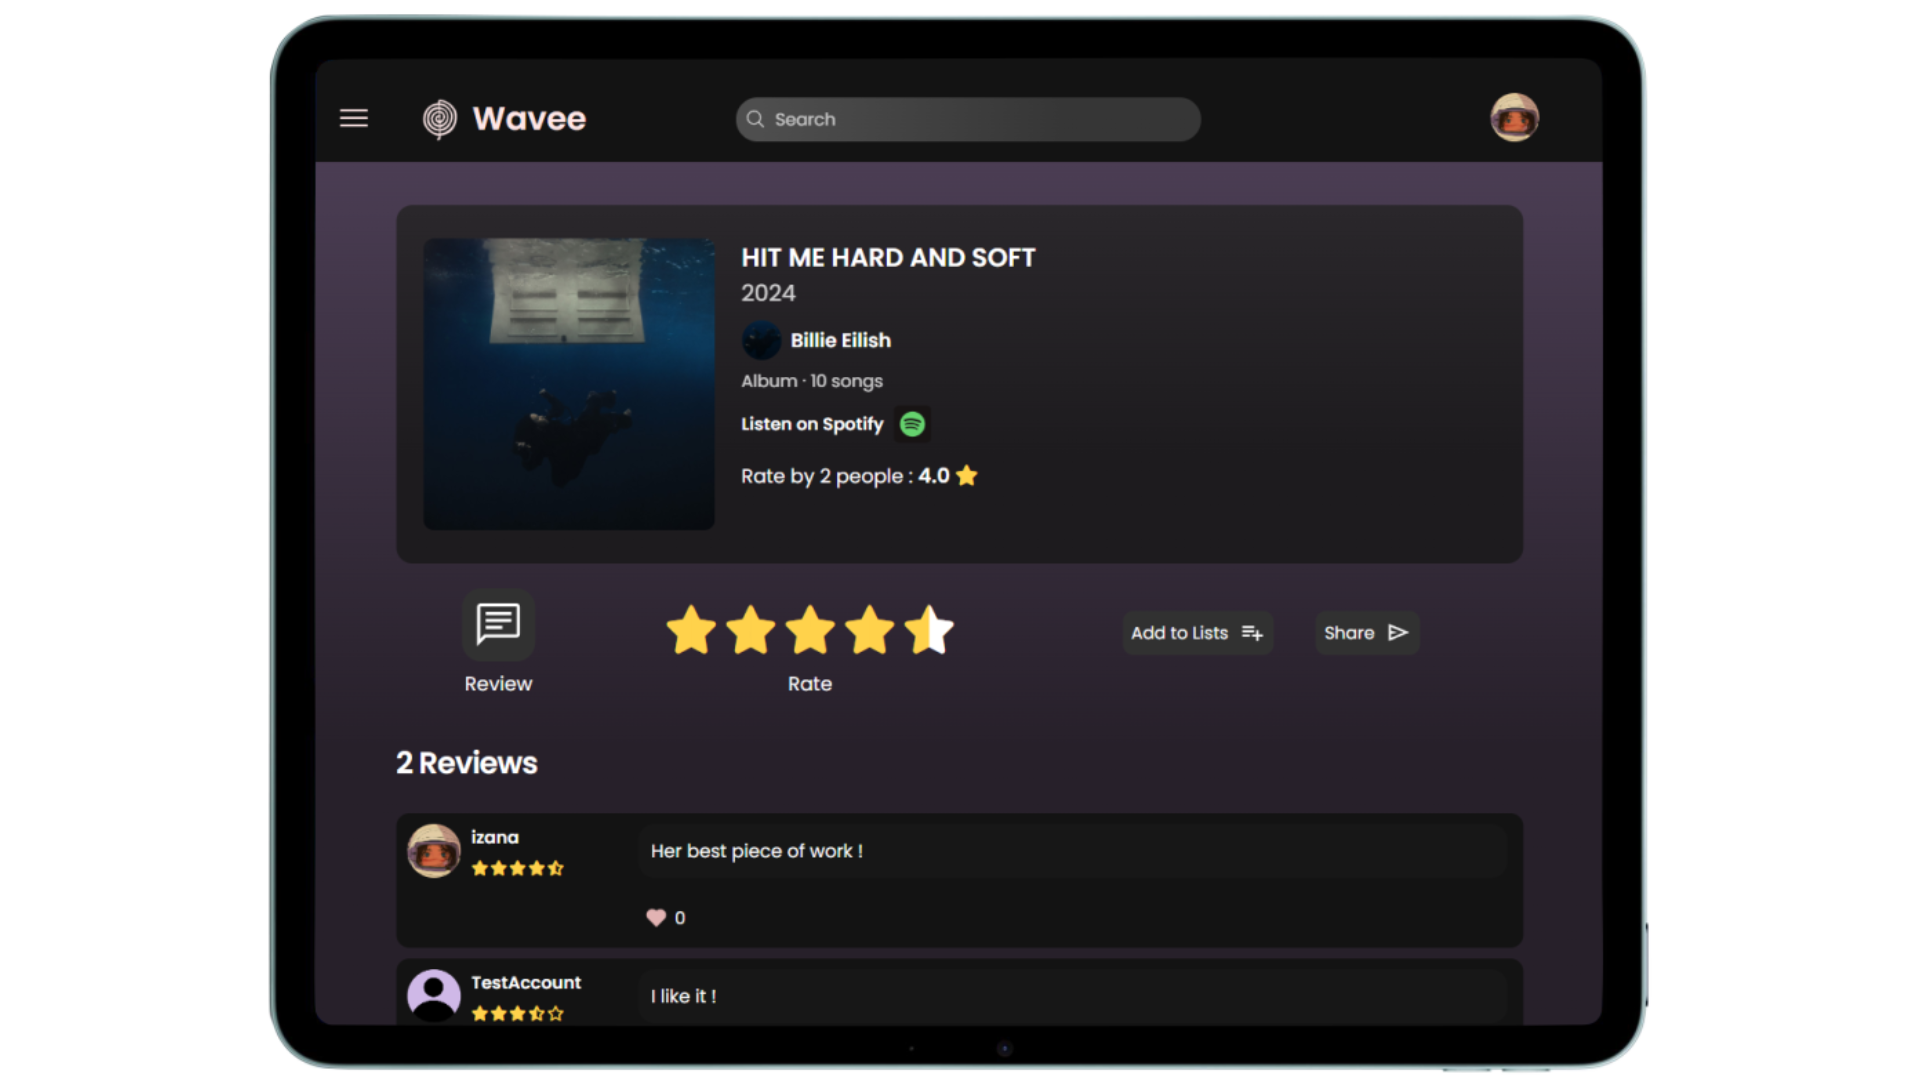 Wavee
Search
HIT ME HARD AND SOFT
2024
Billie Eilish
Album · 10 songs
Listen on Spotify
Rate by 2 people : 4.0
Review
Rate
Add to Lists
Share
2 Reviews
izana
Her best piece of work !
0
TestAccount
I like it !